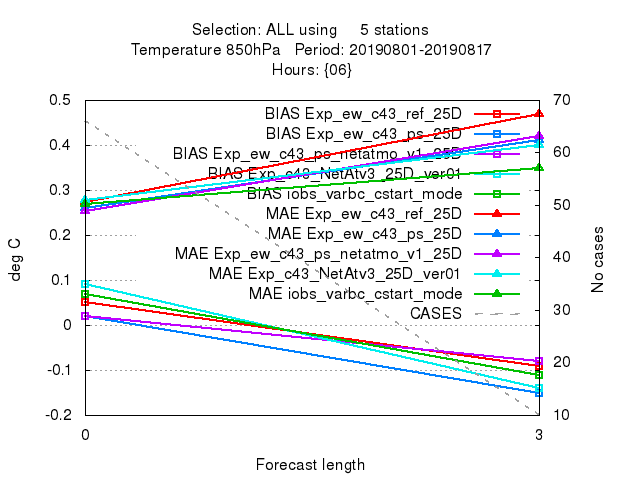 Selection: ALL using     5 stations
Temperature 850hPa   Period: 20190801-20190817
Hours: {06}
0.5
0.4
0.3
0.2
0.1
0
-0.1
-0.2
deg C
BIAS Exp_ew_c43_ref_25D
BIAS Exp_ew_c43_ps_25D
BIAS Exp_ew_c43_ps_netatmo_v1_25D
BIAS Exp_c43_NetAtv3_25D_ver01
BIAS iobs_varbc_cstart_mode
MAE Exp_ew_c43_ref_25D
MAE Exp_ew_c43_ps_25D
MAE Exp_ew_c43_ps_netatmo_v1_25D
MAE Exp_c43_NetAtv3_25D_ver01
MAE iobs_varbc_cstart_mode
CASES
70
60
50
40
30
20
10
No cases
0 3
Forecast length